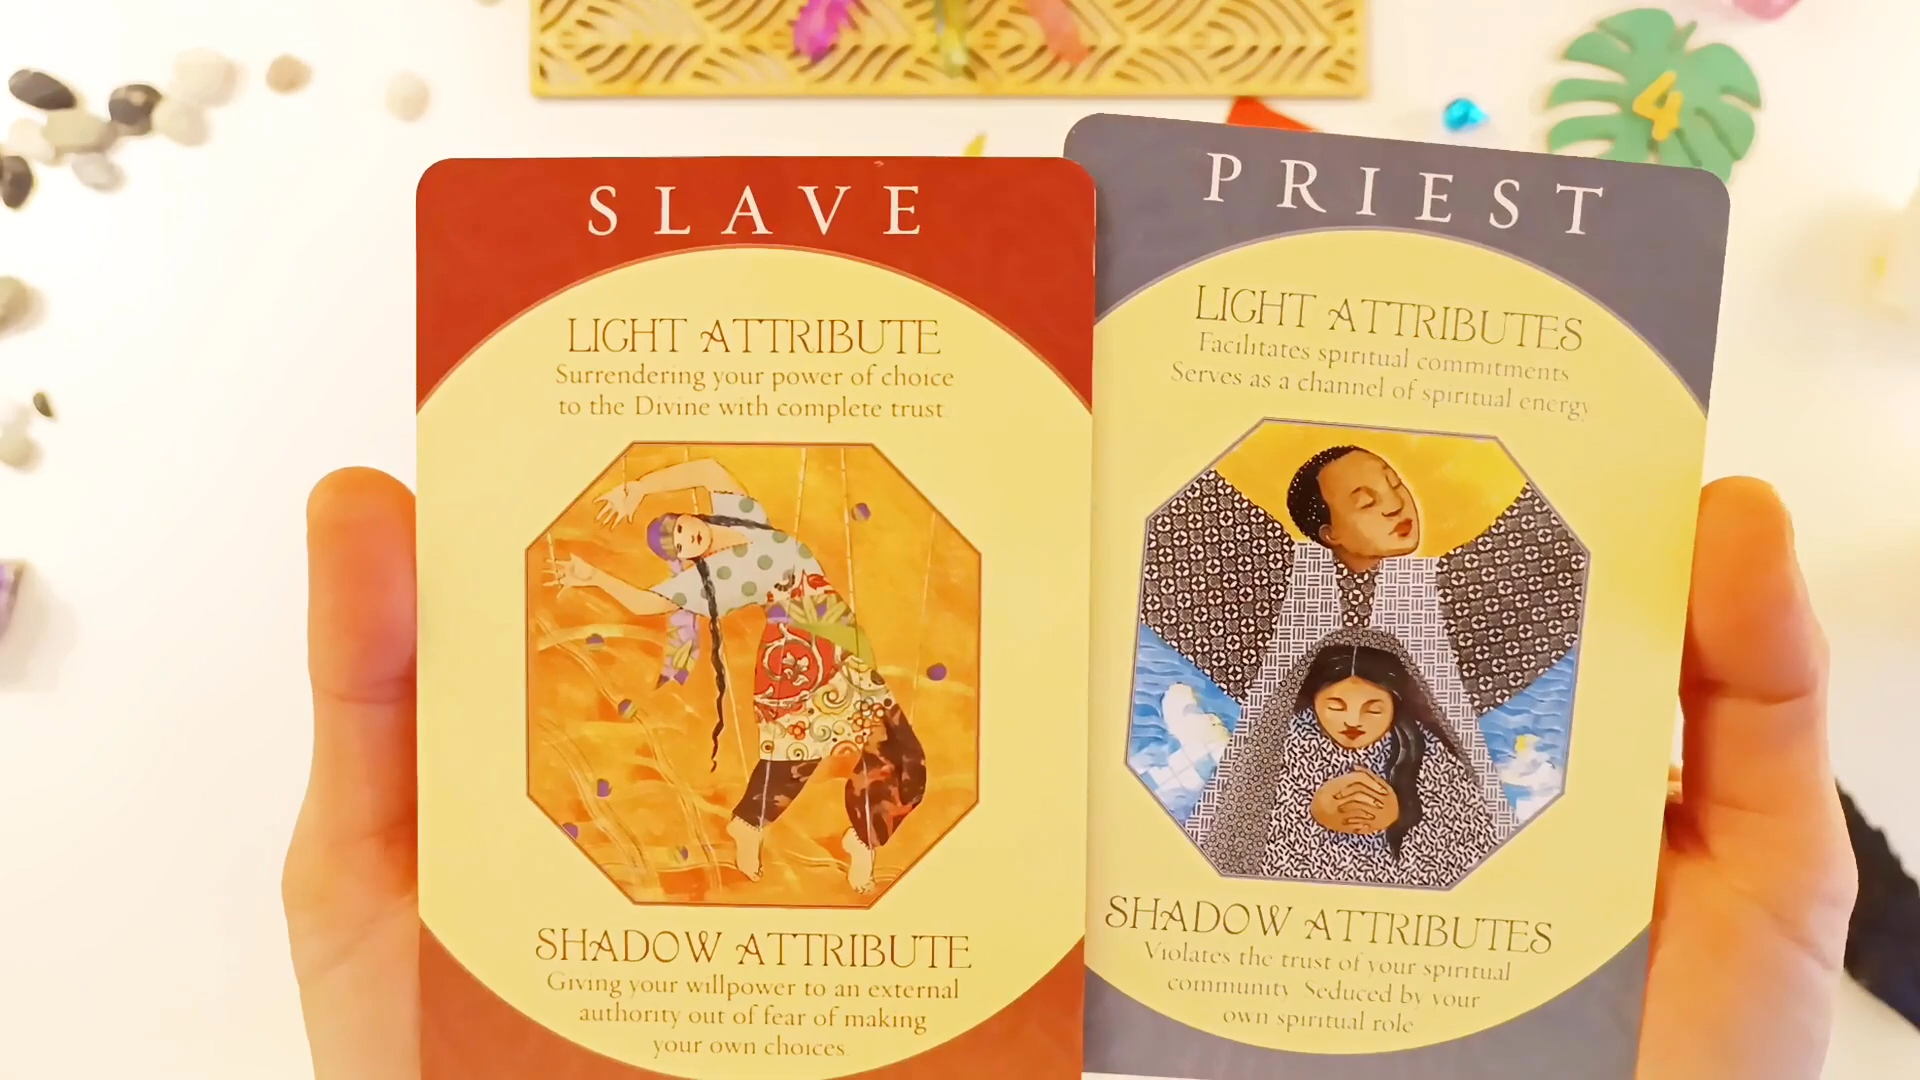 SLAVE
LIGHT ATTRIBUTE
Surrendering your power of choice
to the Divine with complete trust.
SHADOW ATTRIBUTE
Giving your willpower to an external
authority out of fear of making
your own choices.
PRIEST
LIGHT ATTRIBUTES
Facilitates spiritual commitments
Serves as a channel of spiritual energy.
SHADOW ATTRIBUTES
Violates the trust of your spiritual
community. Seduced by your
own spiritual role
4